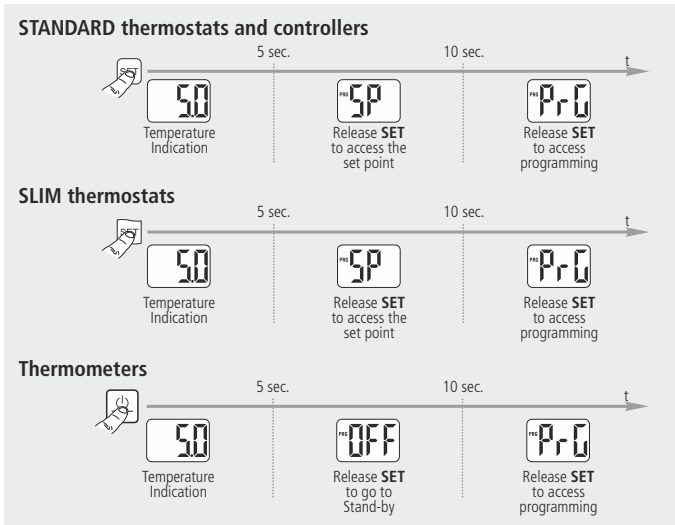 STANDARD thermostats and controllers
5 sec.
10 sec.
t
SET
5.0
PRG SP
PRG PrG
Temperature
Indication
Release SET
to access the
set point
Release SET
to access
programming
SLIM thermostats
5 sec.
10 sec.
t
SET
5.0
PRG SP
PRG PrG
Temperature
Indication
Release SET
to access the
set point
Release SET
to access
programming
Thermometers
5 sec.
10 sec.
t
5.0
PRG OFF
PRG PrG
Temperature
Indication
Release SET
to go to
Stand-by
Release SET
to access
programming